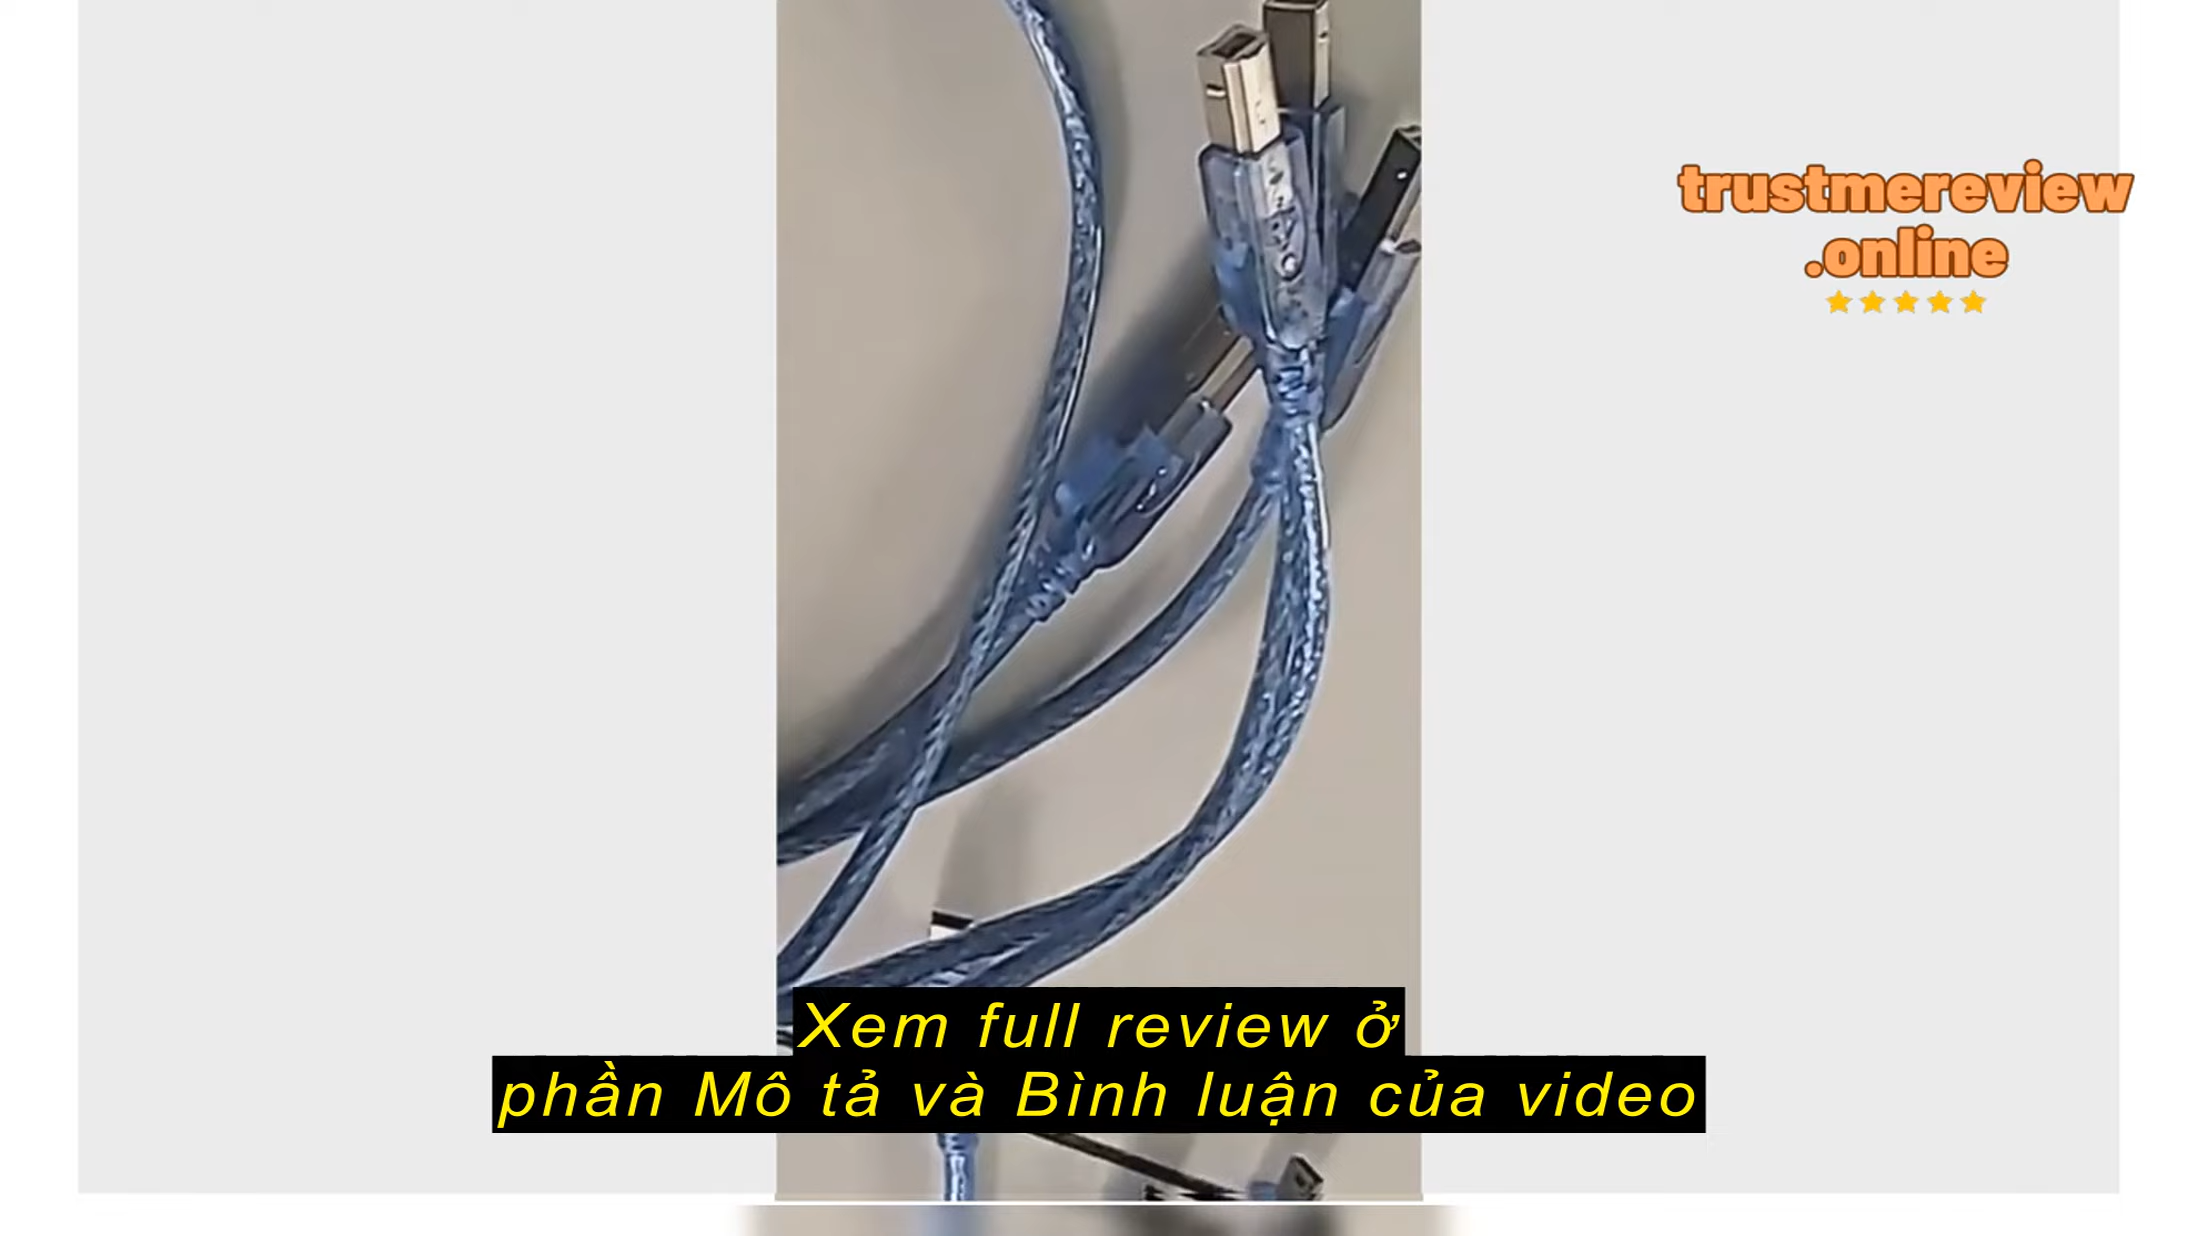 trustmereview
.online
Xem full review ở
phần Mô tả và Bình luận của video